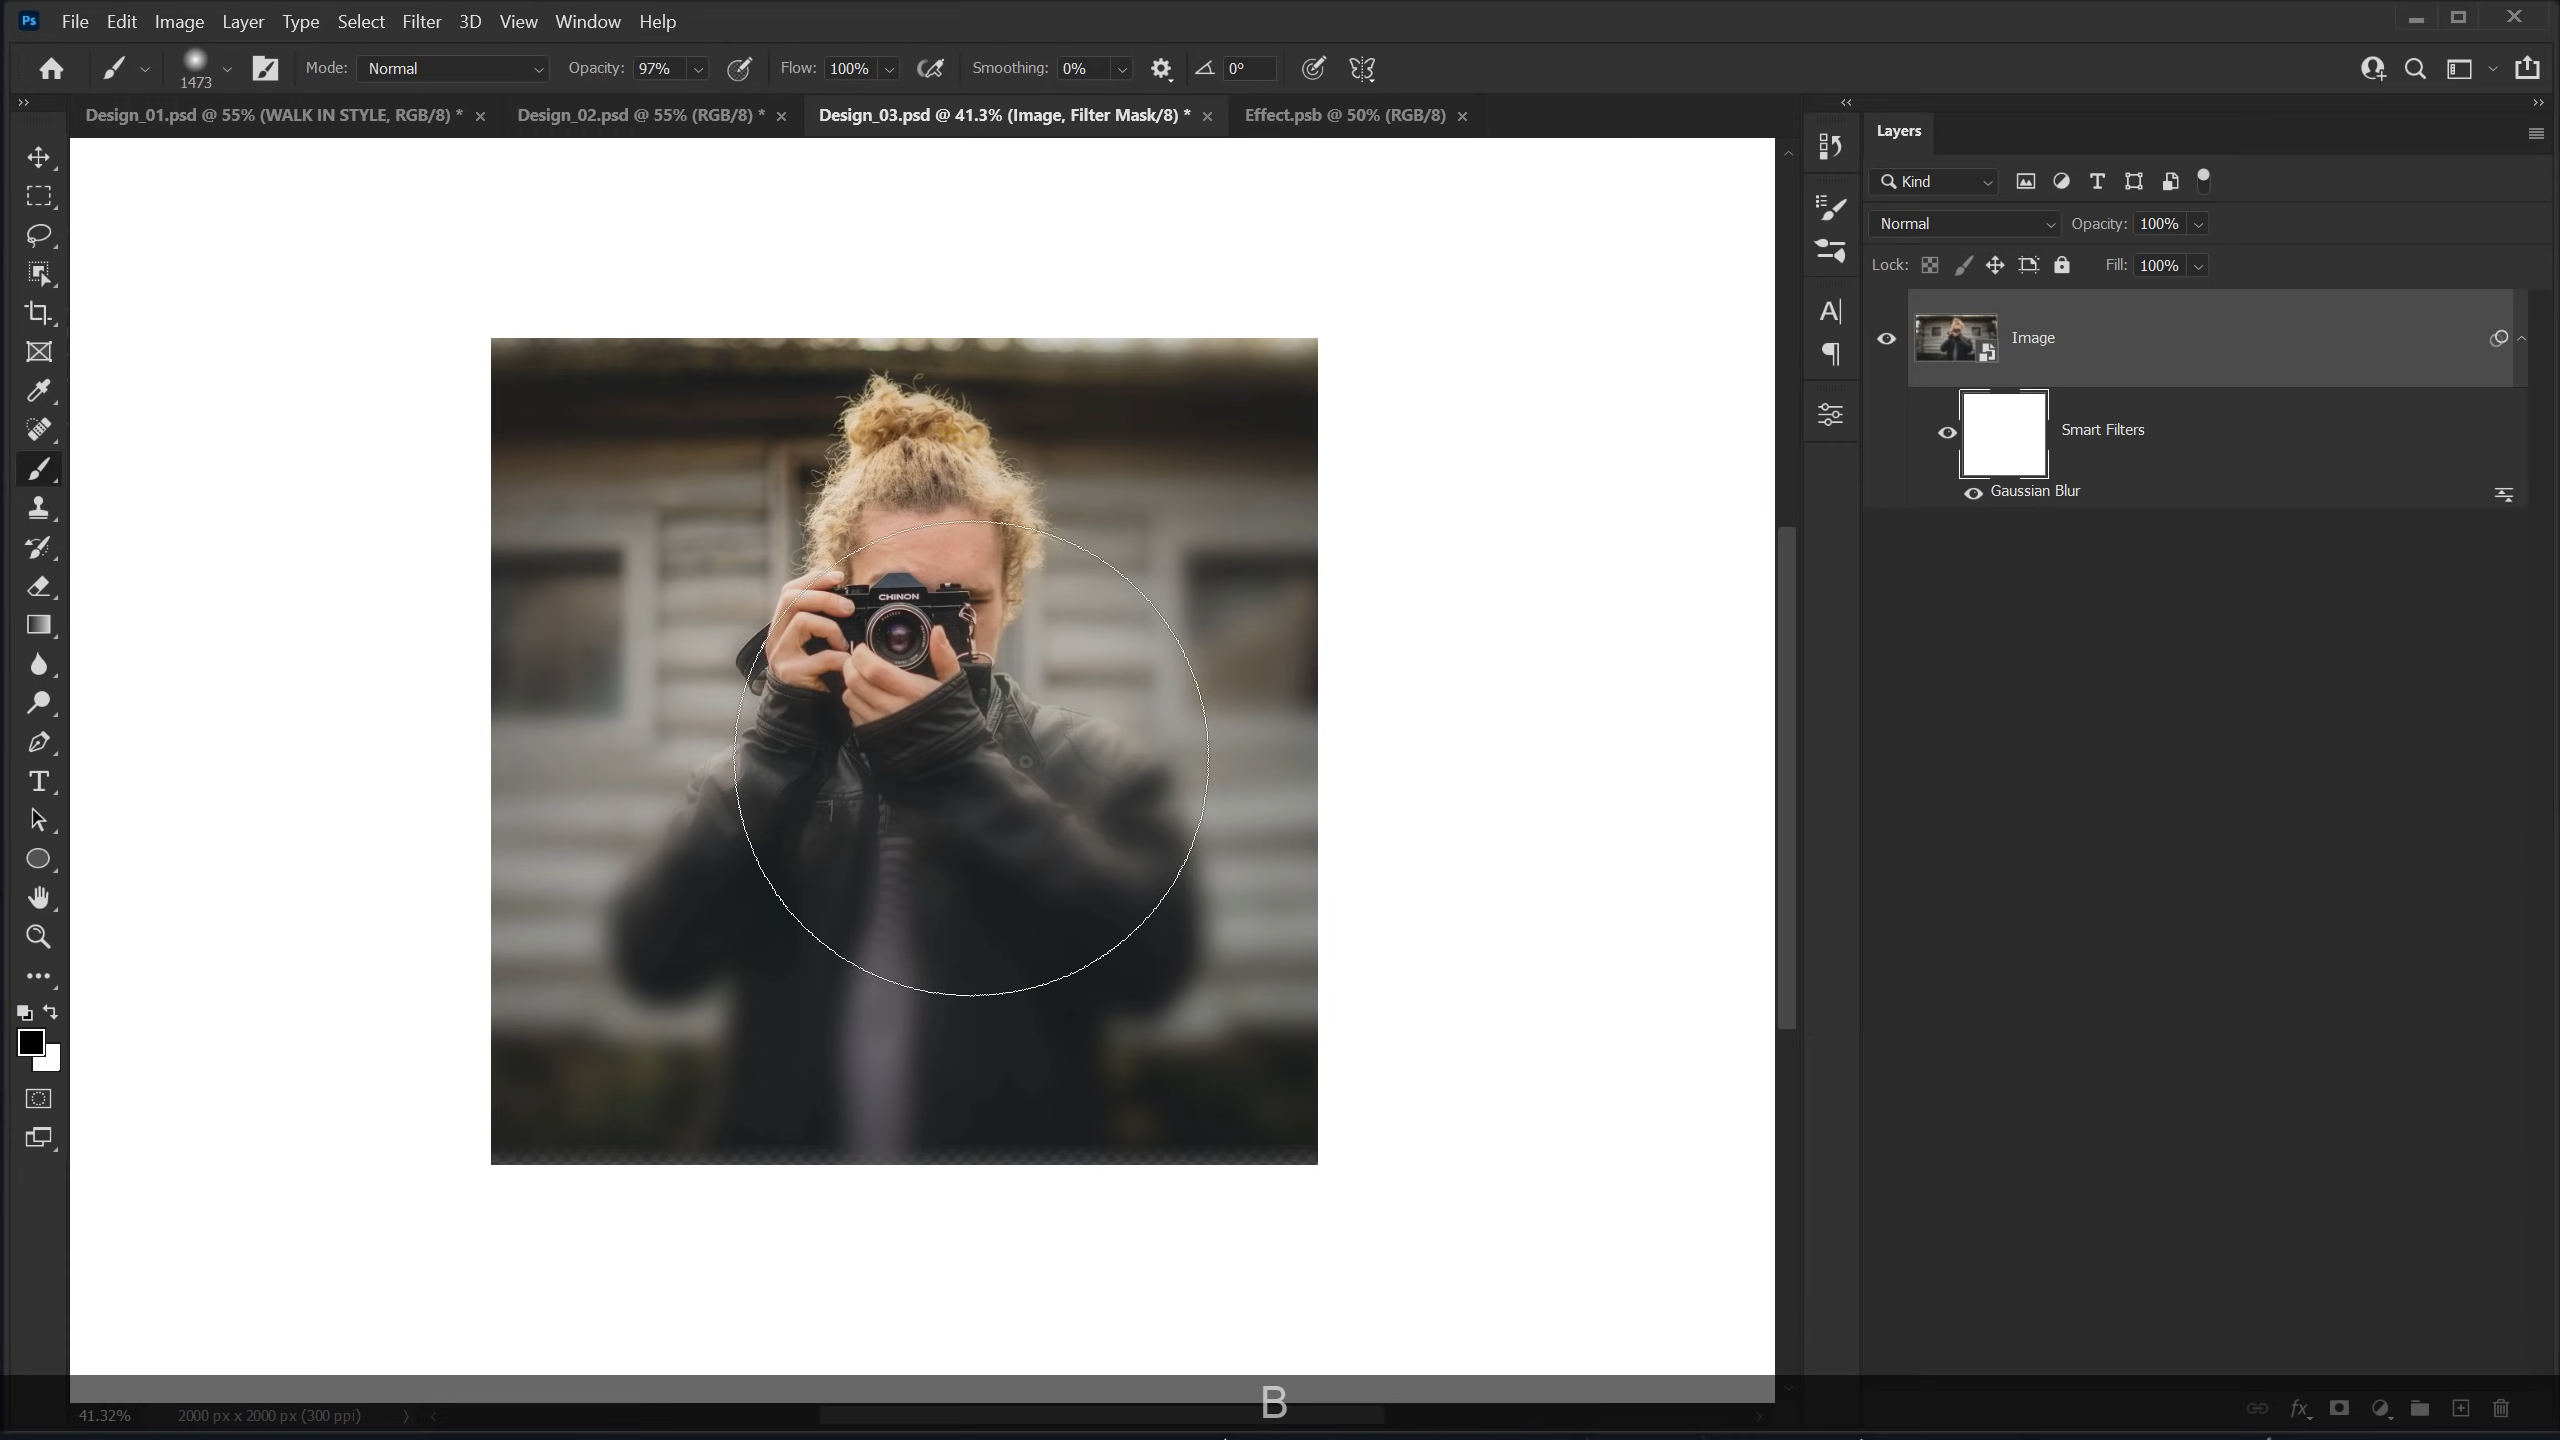 Ps File Edit Image Layer Type Select Filter 3D View Window Help
1473 Mode: Normal Opacity: 97% Flow: 100% Smoothing: 0% 0°
Design_01.psd @ 55% (WALK IN STYLE, RGB/8) * Design_02.psd @ 55% (RGB/8) * Design_03.psd @ 41.3% (Image, Filter Mask/8) * Effect.psb @ 50% (RGB/8)
Layers
Kind
Normal Opacity: 100%
Lock: Fill: 100%
Image
Smart Filters
Gaussian Blur
CHINON
B
41.32% 2000 px x 2000 px (300 ppi)